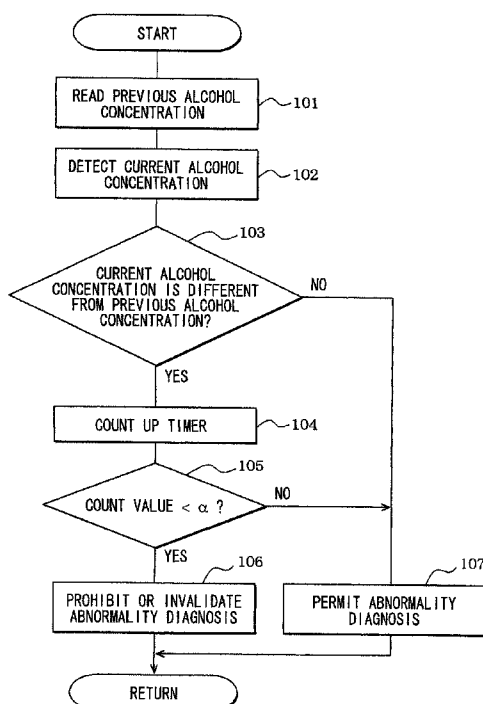 START
READ PREVIOUS ALCOHOL
CONCENTRATION
101
DETECT CURRENT ALCOHOL
CONCENTRATION
102
103
CURRENT ALCOHOL
CONCENTRATION IS DIFFERENT
FROM PREVIOUS ALCOHOL
CONCENTRATION?
NO
YES
COUNT UP TIMER
104
105
COUNT VALUE < α ?
NO
YES
106
107
PROHIBIT OR INVALIDATE
ABNORMALITY DIAGNOSIS
PERMIT ABNORMALITY
DIAGNOSIS
RETURN